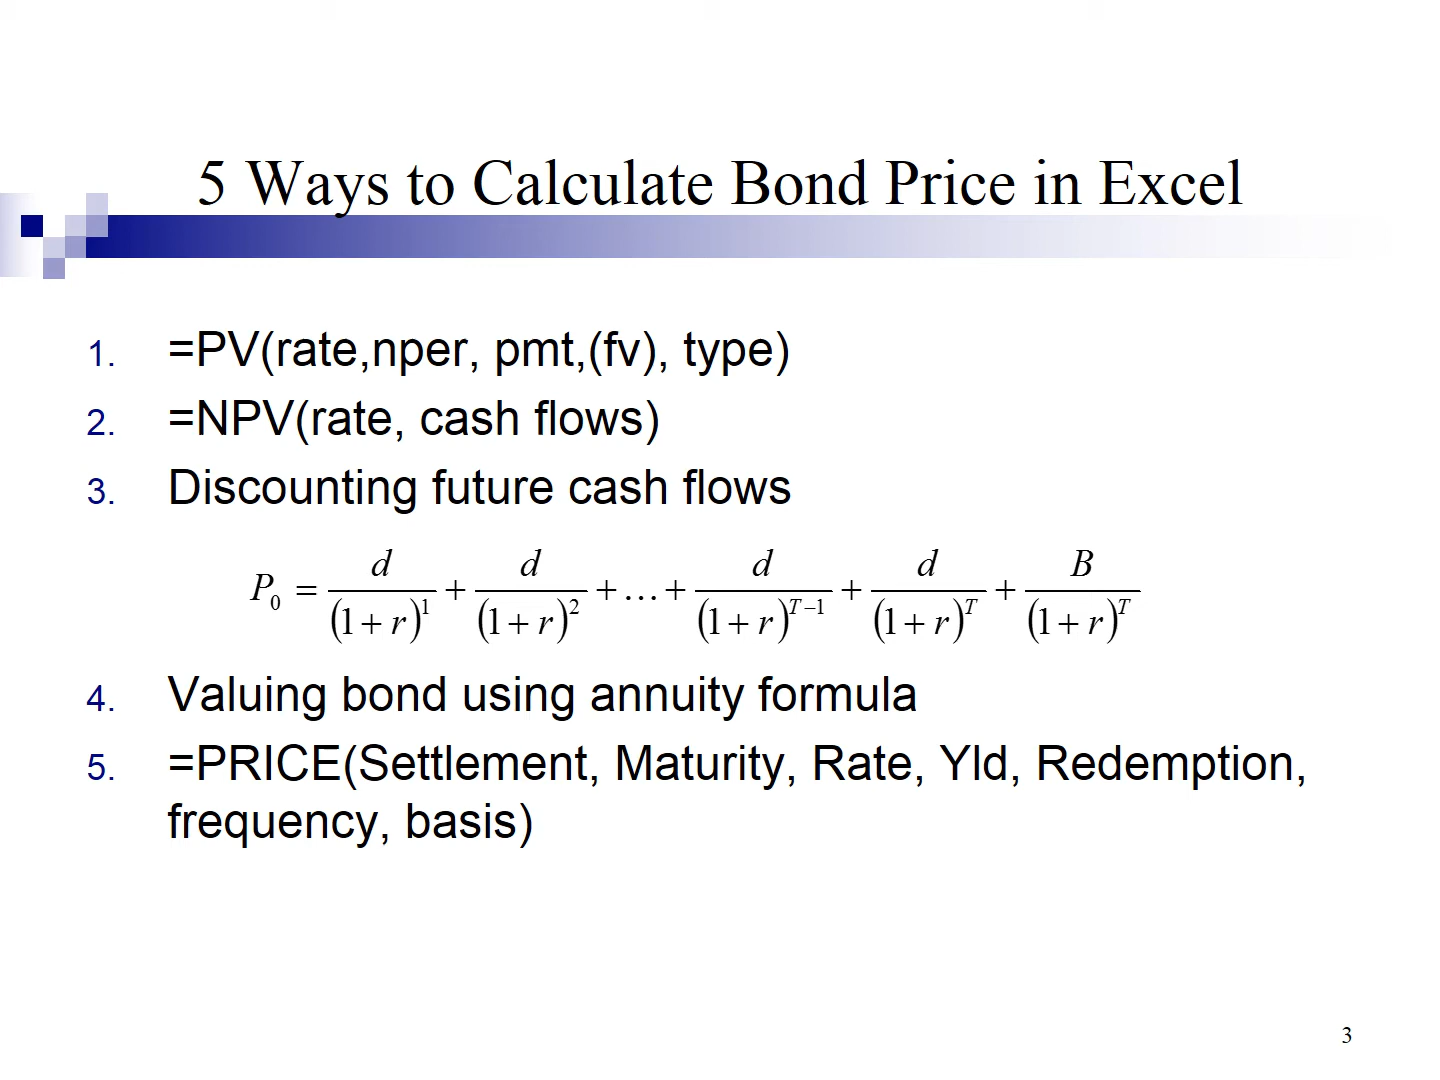 5 Ways to Calculate Bond Price in Excel
1. =PV(rate,nper, pmt,(fv), type)
2. =NPV(rate, cash flows)
3. Discounting future cash flows
P₀ = d/(1 + r)¹ + d/(1 + r)² + … + d/(1 + r)ᵀ⁻¹ + d/(1 + r)ᵀ + B/(1 + r)ᵀ
4. Valuing bond using annuity formula
5. =PRICE(Settlement, Maturity, Rate, Yld, Redemption,
frequency, basis)
3